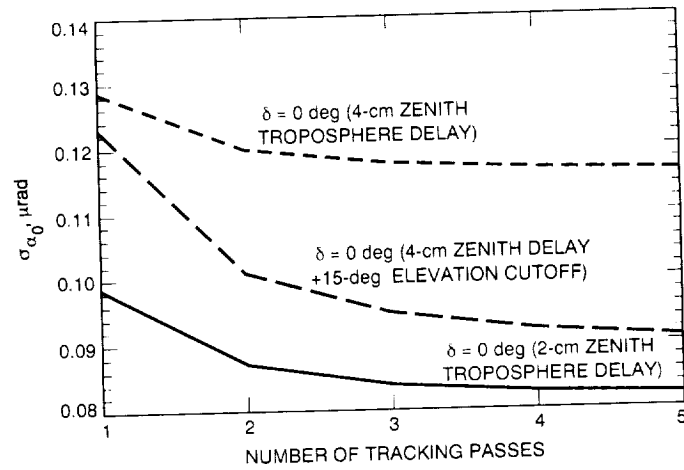 0.14
0.13
0.12
0.11
0.10
0.09
0.08
σα0, μrad
δ = 0 deg (4-cm ZENITH
TROPOSPHERE DELAY)
δ = 0 deg (4-cm ZENITH DELAY
+15-deg ELEVATION CUTOFF)
δ = 0 deg (2-cm ZENITH
TROPOSPHERE DELAY)
1 2 3 4 5
NUMBER OF TRACKING PASSES